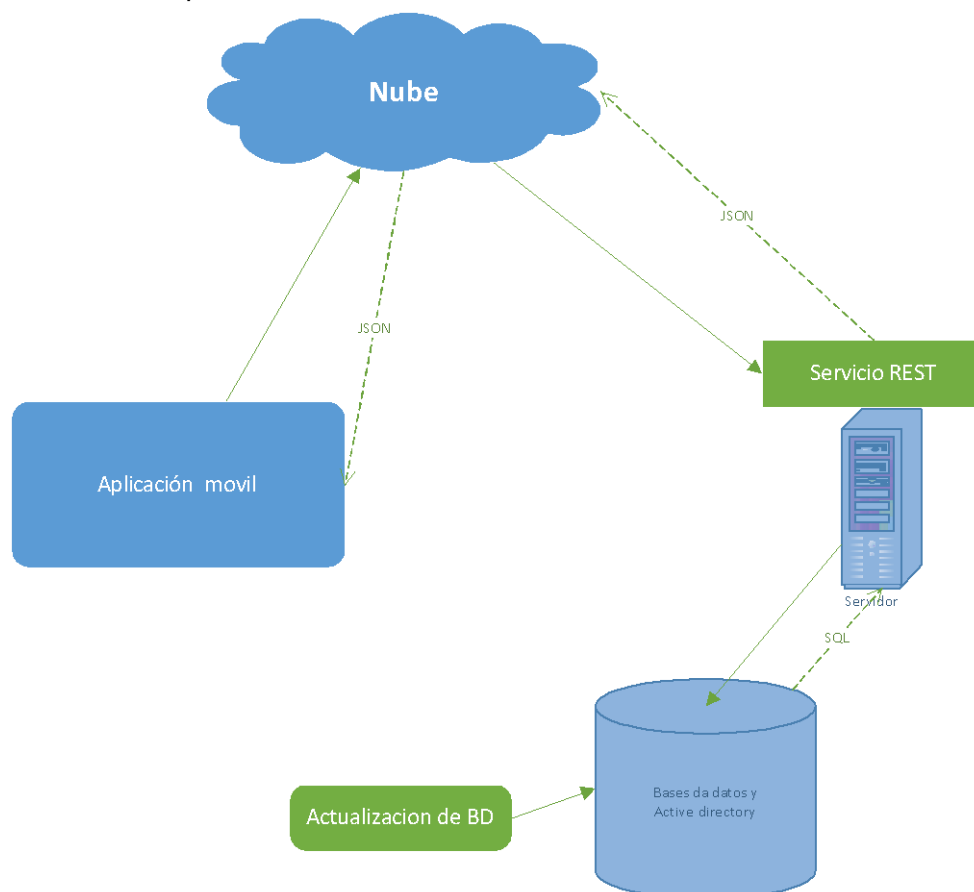 Nube
JSON
JSON
Servicio REST
Aplicación movil
Servidor
SQL
Bases da datos y
Active directory
Actualizacion de BD